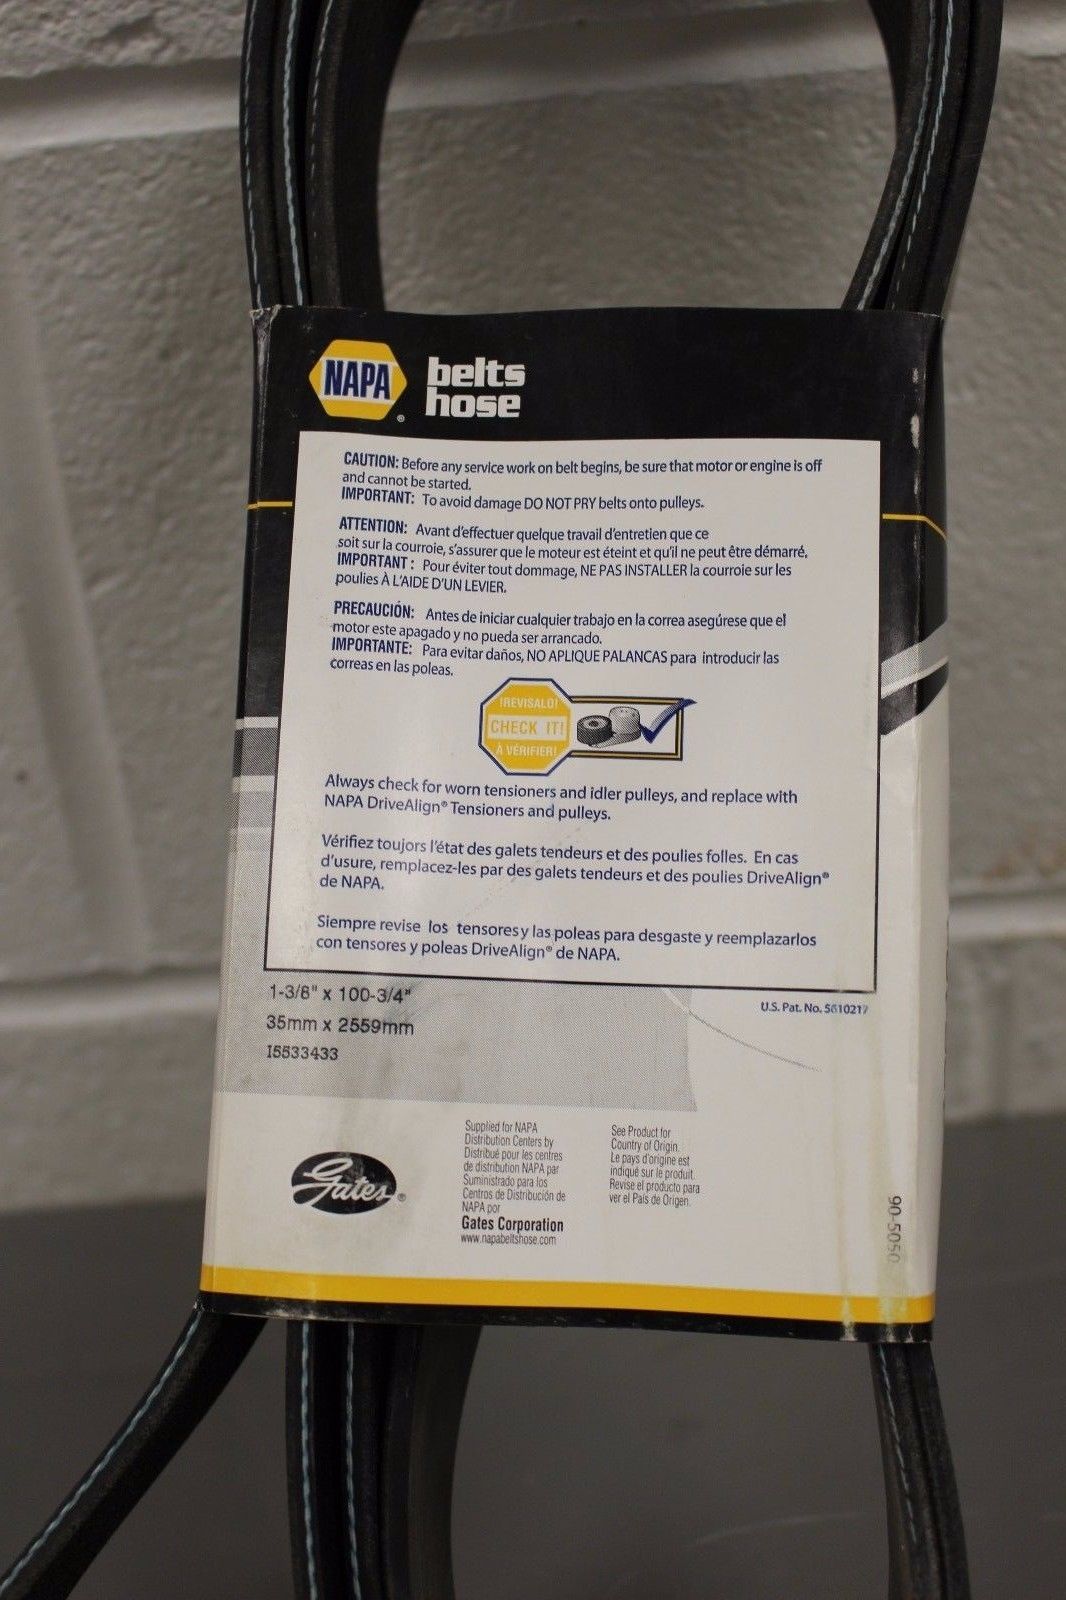 NAPA
belts
hose
CAUTION: Before any service work on belt begins, be sure that motor or engine is off
and cannot be started.
IMPORTANT: To avoid damage DO NOT PRY belts onto pulleys.
ATTENTION: Avant d'effectuer quelque travail d'entretien que ce
soit sur la courroie, s'assurer que le moteur est éteint et qu'il ne peut être démarré.
IMPORTANT : Pour éviter tout dommage, NE PAS INSTALLER la courroie sur les
poulies À L'AIDE D'UN LEVIER.
PRECAUCIÓN: Antes de iniciar cualquier trabajo en la correa asegúrese que el
motor este apagado y no pueda ser arrancado.
IMPORTANTE: Para evitar daños, NO APLIQUE PALANCAS para introducir las
correas en las poleas.
¡REVISALO!
CHECK IT!
À VÉRIFIER!
Always check for worn tensioners and idler pulleys, and replace with
NAPA DriveAlign® Tensioners and pulleys.
Vérifiez toujors l'état des galets tendeurs et des poulies folles. En cas
d'usure, remplacez-les par des galets tendeurs et des poulies DriveAlign®
de NAPA.
Siempre revise los tensores y las poleas para desgaste y reemplazarlos
con tensores y poleas DriveAlign® de NAPA.
1-3/8" x 100-3/4"
35mm x 2559mm
I5533433
U.S. Pat. No. 5610217
Gates®
Supplied for NAPA
Distribution Centers by
Distribué pour les centres
de distribution NAPA par
Suministrado para los
Centros de Distribución de
NAPA por
Gates Corporation
www.napabeltshose.com
See Product for
Country of Origin.
Le pays d'origine est
indiqué sur le produit.
Revise el producto para
ver el País de Origen.
90-5050